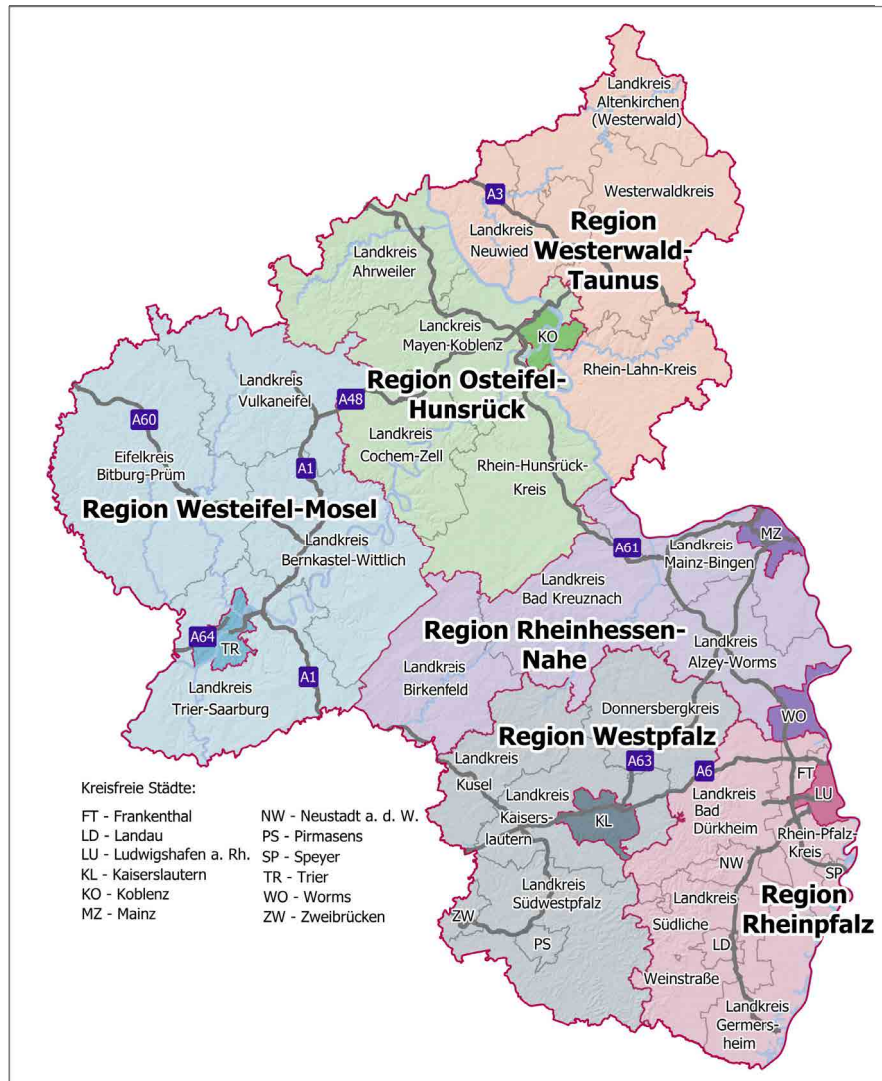 Landkreis
Altenkirchen
(Westerwald)
Westerwaldkreis
A3
Region
Westerwald-
Taunus
Landkreis
Neuwied
Landkreis
Ahrweiler
Lanckreis
Mayen-Koblenz
KO
Rhein-Lahn-Kreis
Region Osteifel-
Hunsrück
Landkreis
Vulkaneifel
A48
A60
Eifelkreis
Bitburg-Prüm
A1
Landkreis
Cochem-Zell
Rhein-Hunsrück-
Kreis
Region Westeifel-Mosel
Landkreis
Bernkastel-Wittlich
A61
Landkreis
Mainz-Bingen
MZ
Landkreis
Bad Kreuznach
A64
TR
Region Rheinhessen-
Nahe
Landkreis
Alzey-Worms
Landkreis
Birkenfeld
A1
Landkreis
Trier-Saarburg
Donnersbergkreis
WO
Region Westpfalz
A63
A6
Landkreis
Kusel
Landkreis
Kaisers-
lautern
KL
Landkreis
Bad
Dürkheim
FT
LU
Rhein-Pfalz-
Kreis
NW
SP
Region
Rheinpfalz
Landkreis
Südwestpfalz
ZW
PS
Landkreis
Südliche
Weinstraße
LD
Landkreis
Germers-
heim
Kreisfreie Städte:
FT - Frankenthal
LD - Landau
LU - Ludwigshafen a. Rh.
KL - Kaiserslautern
KO - Koblenz
MZ - Mainz
NW - Neustadt a. d. W.
PS - Pirmasens
SP - Speyer
TR - Trier
WO - Worms
ZW - Zweibrücken